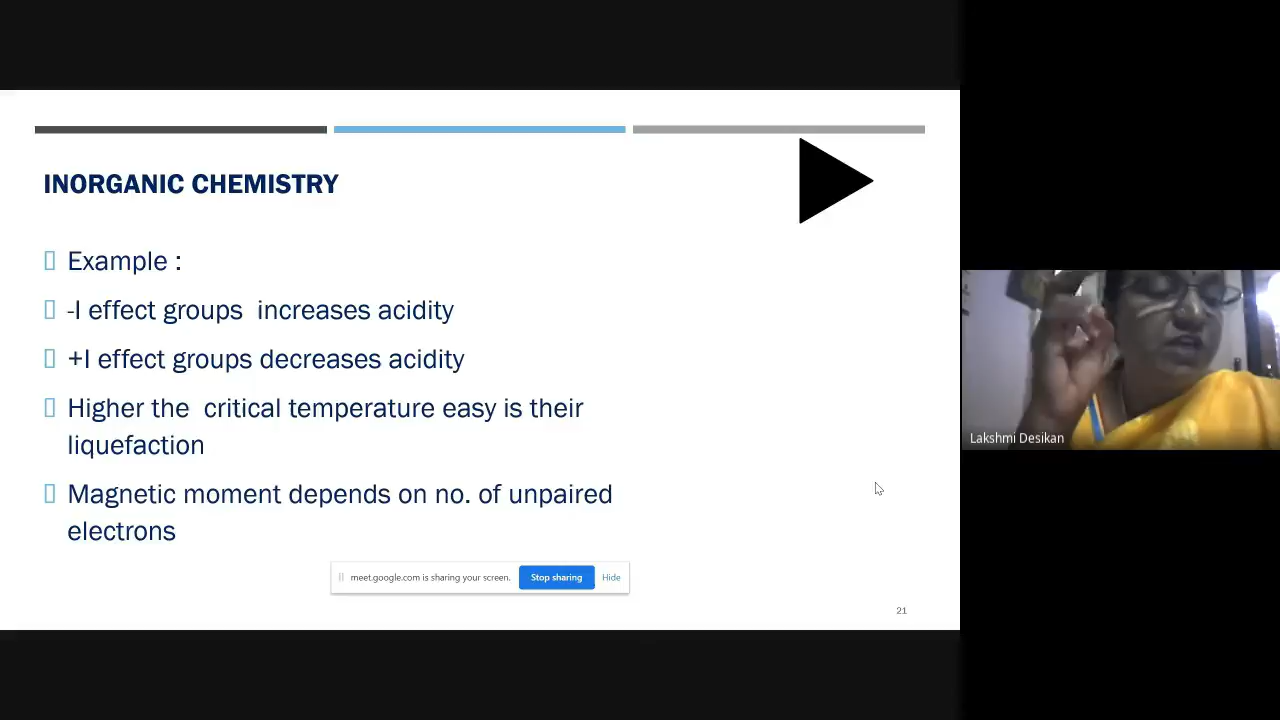 INORGANIC CHEMISTRY
Example :
-I effect groups  increases acidity
+I effect groups decreases acidity
Higher the  critical temperature easy is their
liquefaction
Magnetic moment depends on no. of unpaired
electrons
meet.google.com is sharing your screen.
Stop sharing
Hide
21
Lakshmi Desikan